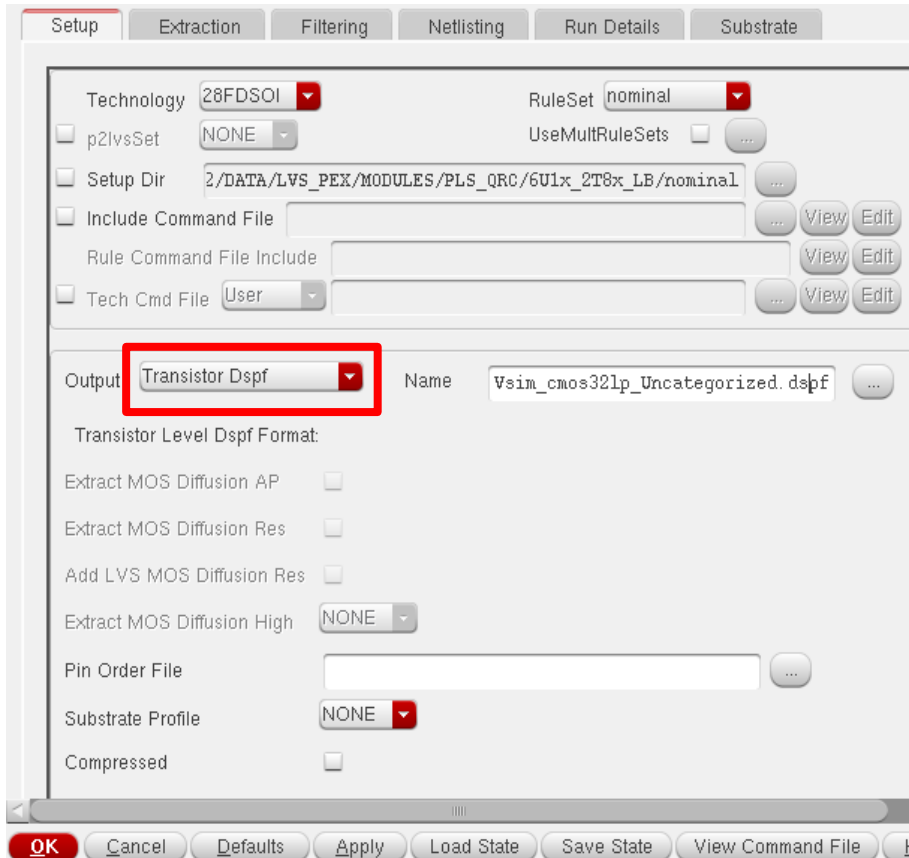 Setup Extraction Filtering Netlisting Run Details Substrate
Technology 28FDSOI RuleSet nominal
p2lvsSet NONE UseMultRuleSets ...
Setup Dir 2/DATA/LVS_PEX/MODULES/PLS_QRC/6U1x_2T8x_LB/nominal ...
Include Command File ... View Edit
Rule Command File Include View Edit
Tech Cmd File User ... View Edit
Output Transistor Dspf Name Vsim_cmos32lp_Uncategorized.dspf ...
Transistor Level Dspf Format:
Extract MOS Diffusion AP
Extract MOS Diffusion Res
Add LVS MOS Diffusion Res
Extract MOS Diffusion High NONE
Pin Order File ...
Substrate Profile NONE
Compressed
OK Cancel Defaults Apply Load State Save State View Command File